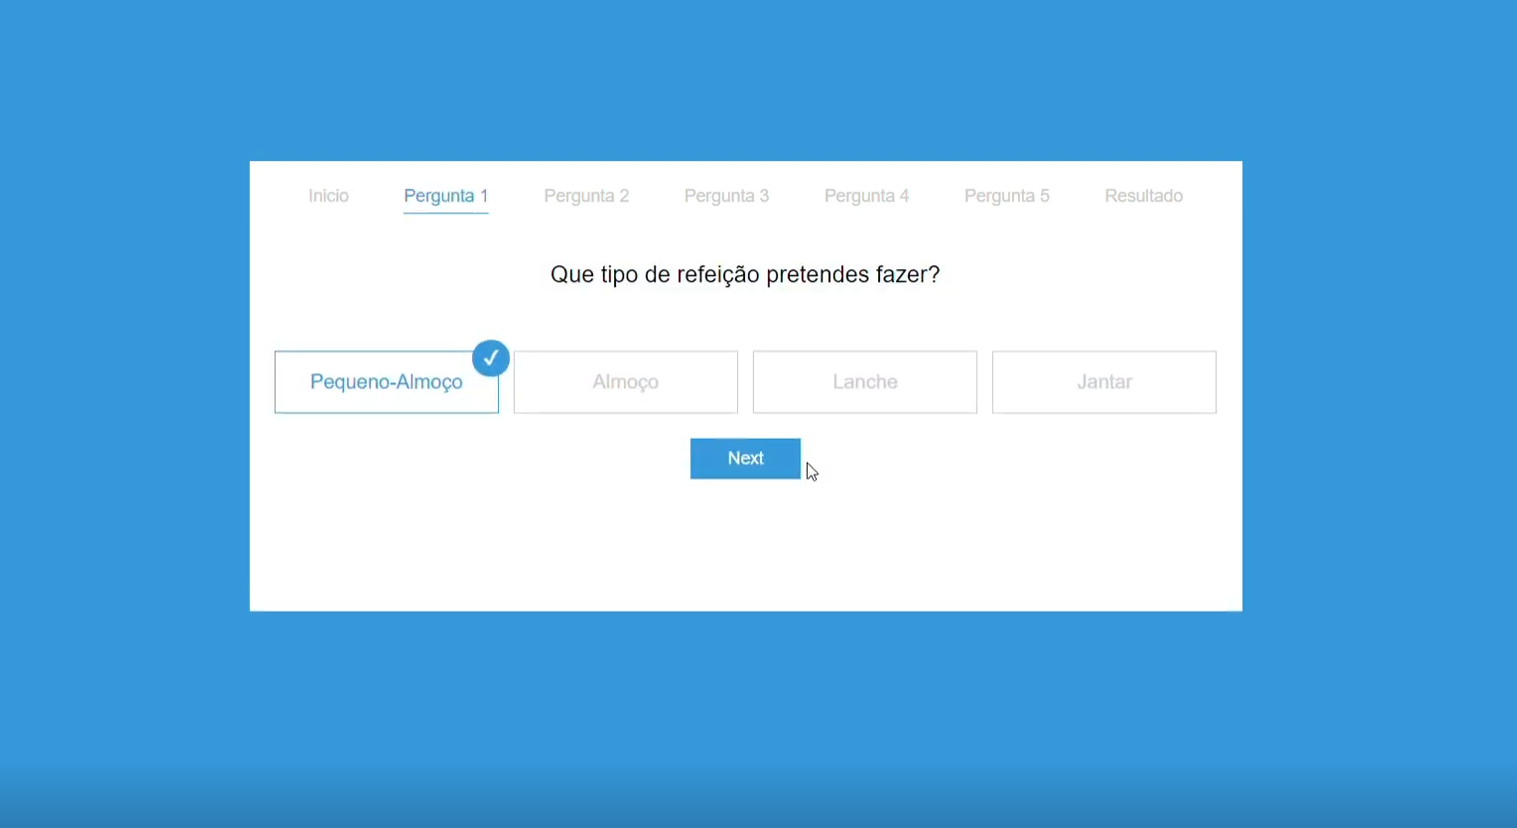 Inicio Pergunta 1 Pergunta 2 Pergunta 3 Pergunta 4 Pergunta 5 Resultado
Que tipo de refeição pretendes fazer?
Pequeno-Almoço Almoço Lanche Jantar
Next